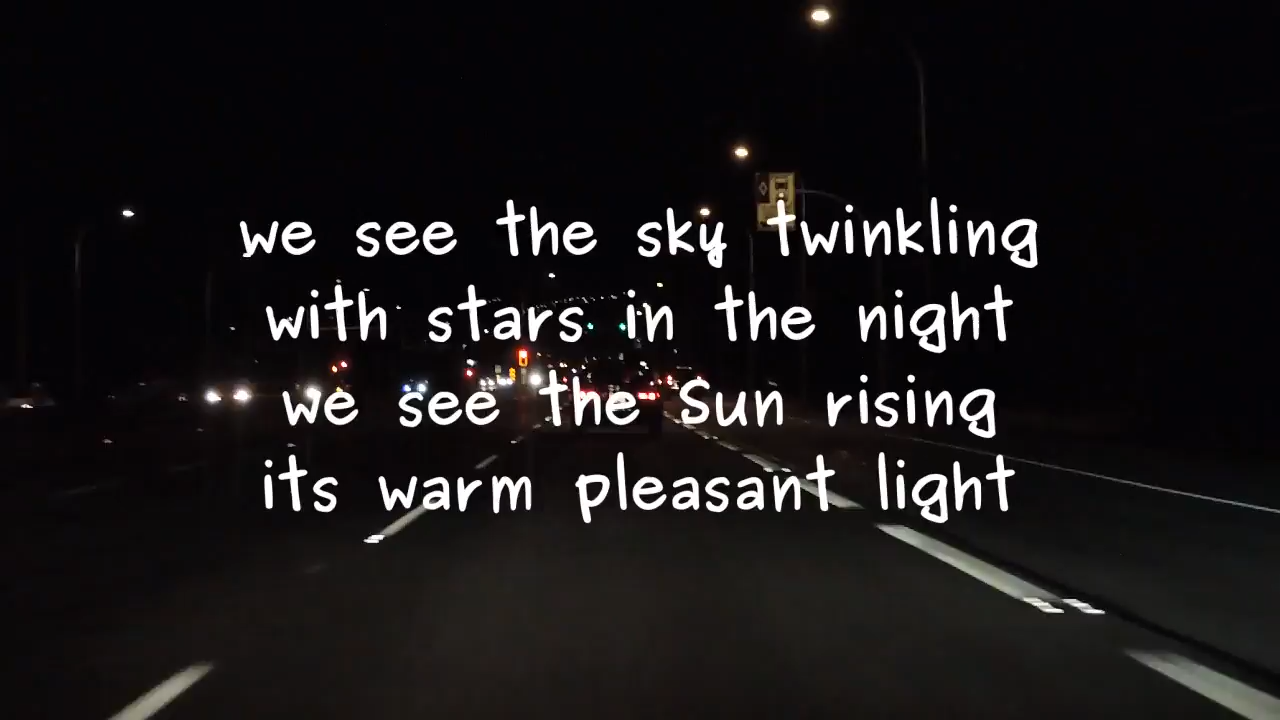 we see the sky twinkling
with stars in the night
we see the Sun rising
its warm pleasant light